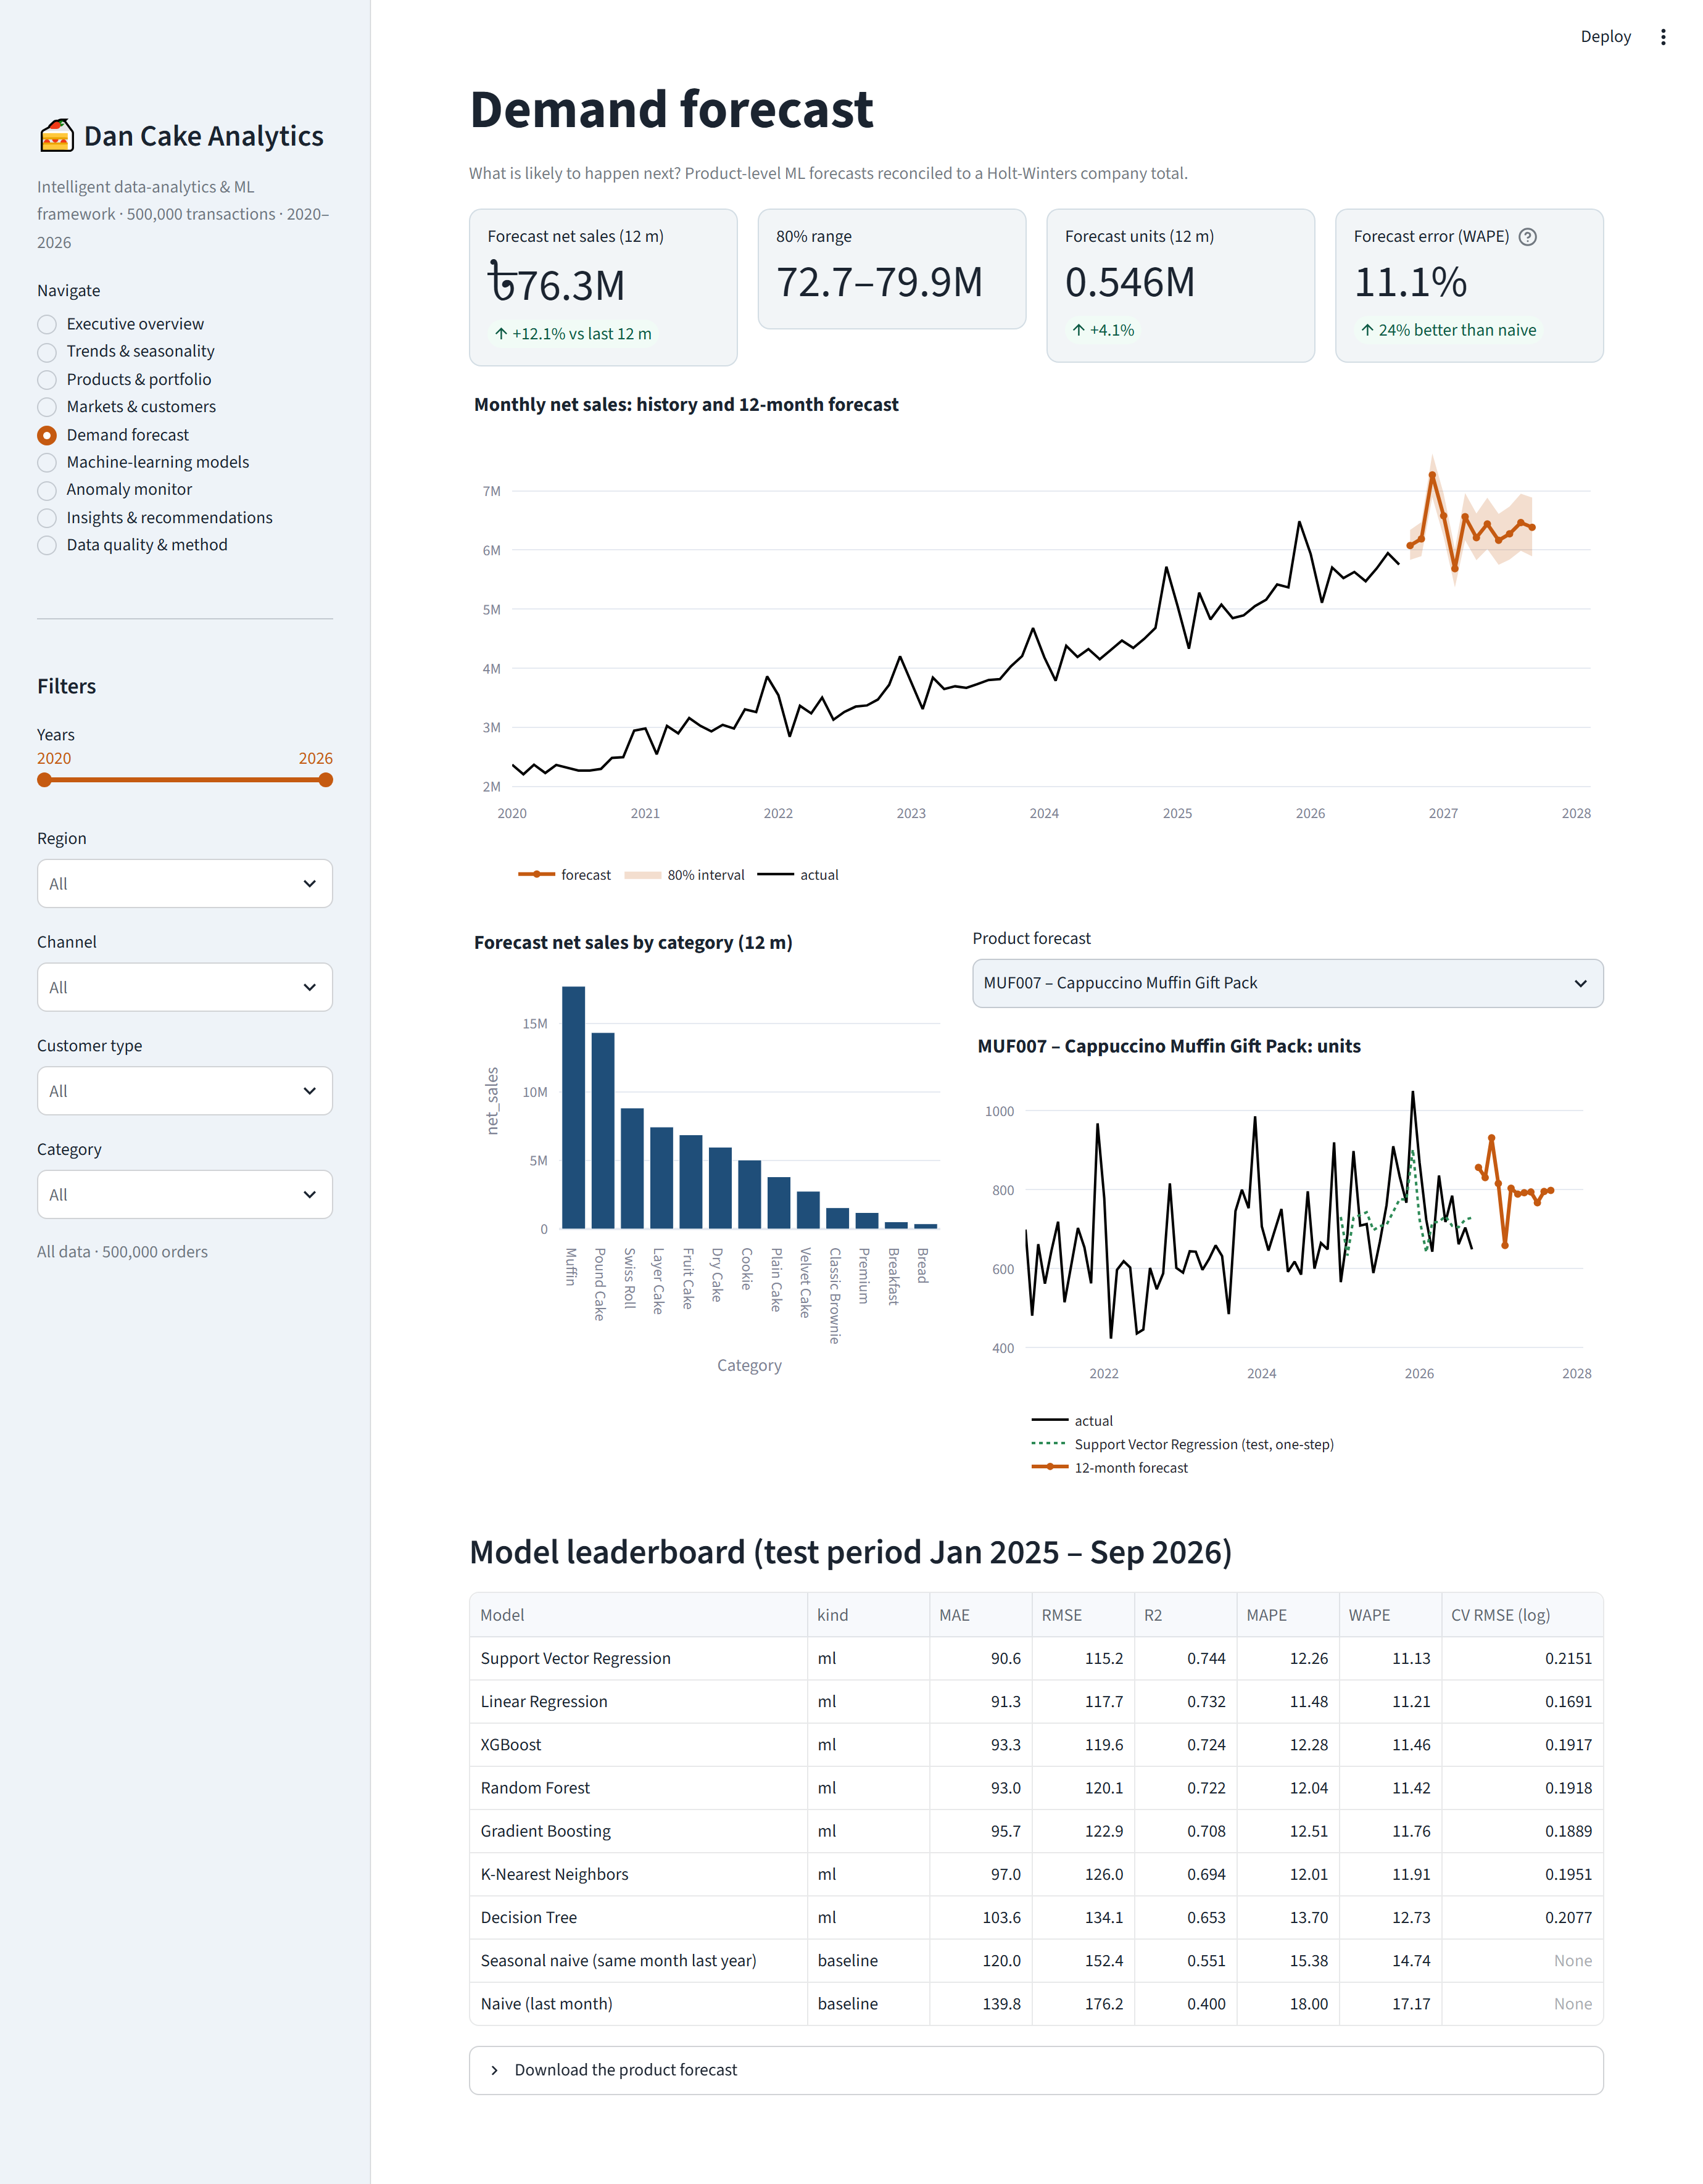 Deploy
Dan Cake Analytics
Intelligent data-analytics & ML
framework · 500,000 transactions · 2020–
2026
Navigate
Executive overview
Trends & seasonality
Products & portfolio
Markets & customers
Demand forecast
Machine-learning models
Anomaly monitor
Insights & recommendations
Data quality & method
Filters
Years
2020 2026
Region
All
Channel
All
Customer type
All
Category
All
All data · 500,000 orders
Demand forecast
What is likely to happen next? Product-level ML forecasts reconciled to a Holt-Winters company total.
Forecast net sales (12 m)
৳76.3M
↑ +12.1% vs last 12 m
80% range
72.7–79.9M
Forecast units (12 m)
0.546M
↑ +4.1%
Forecast error (WAPE)
11.1%
↑ 24% better than naive
Monthly net sales: history and 12-month forecast
7M
6M
5M
4M
3M
2M
2020 2021 2022 2023 2024 2025 2026 2027 2028
forecast 80% interval actual
Forecast net sales by category (12 m)
net_sales
15M
10M
5M
0
Muffin
Pound Cake
Swiss Roll
Layer Cake
Fruit Cake
Dry Cake
Cookie
Plain Cake
Velvet Cake
Classic Brownie
Premium
Breakfast
Bread
Category
Product forecast
MUF007 – Cappuccino Muffin Gift Pack
MUF007 – Cappuccino Muffin Gift Pack: units
1000
800
600
400
2022 2024 2026 2028
actual
Support Vector Regression (test, one-step)
12-month forecast
Model leaderboard (test period Jan 2025 – Sep 2026)
Model kind MAE RMSE R2 MAPE WAPE CV RMSE (log)
Support Vector Regression ml 90.6 115.2 0.744 12.26 11.13 0.2151
Linear Regression ml 91.3 117.7 0.732 11.48 11.21 0.1691
XGBoost ml 93.3 119.6 0.724 12.28 11.46 0.1917
Random Forest ml 93.0 120.1 0.722 12.04 11.42 0.1918
Gradient Boosting ml 95.7 122.9 0.708 12.51 11.76 0.1889
K-Nearest Neighbors ml 97.0 126.0 0.694 12.01 11.91 0.1951
Decision Tree ml 103.6 134.1 0.653 13.70 12.73 0.2077
Seasonal naive (same month last year) baseline 120.0 152.4 0.551 15.38 14.74 None
Naive (last month) baseline 139.8 176.2 0.400 18.00 17.17 None
Download the product forecast